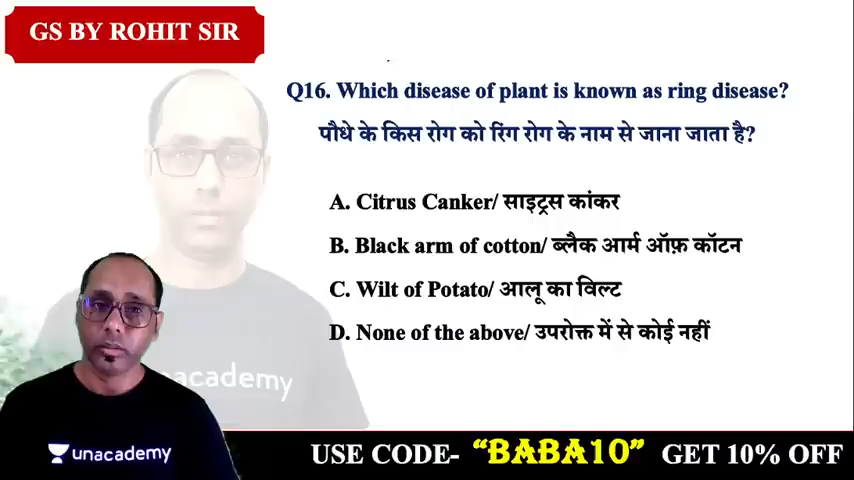 GS BY ROHIT SIR
Q16. Which disease of plant is known as ring disease?
पौधे के किस रोग को रिंग रोग के नाम से जाना जाता है?
A. Citrus Canker/ साइट्रस कांकर
B. Black arm of cotton/ ब्लैक आर्म ऑफ़ कॉटन
C. Wilt of Potato/ आलू का विल्ट
D. None of the above/ उपरोक्त में से कोई नहीं
unacademy
unacademy
USE CODE- “BABA10” GET 10% OFF